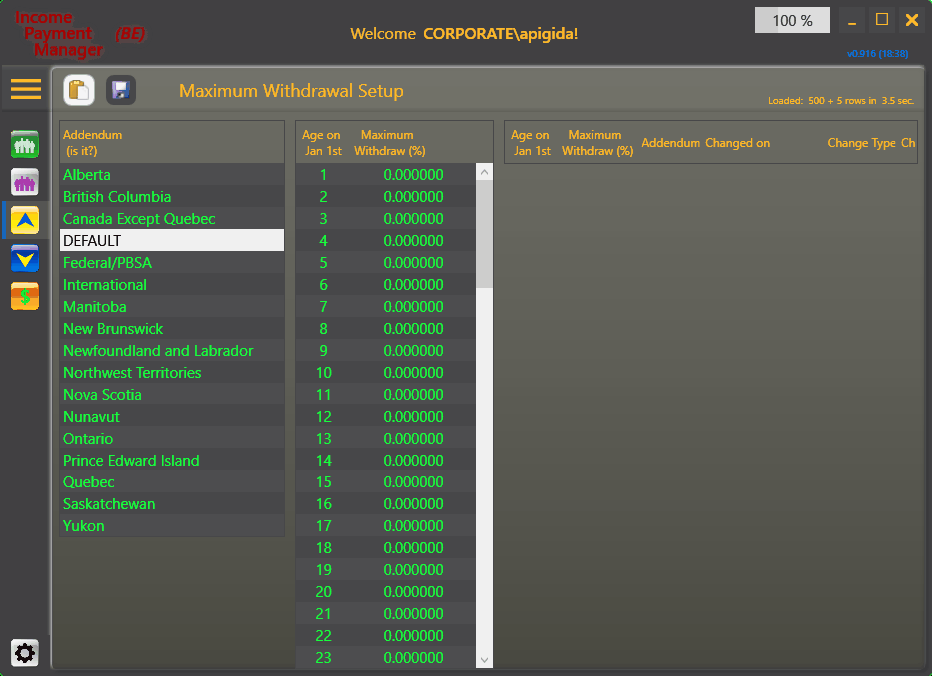 Income
Payment (BE)
Manager
Welcome CORPORATE\apigida!
100 %
v0.916 (18:38)
Maximum Withdrawal Setup
Loaded: 500 + 5 rows in 3.5 sec.
Addendum
(is it?)
Alberta
British Columbia
Canada Except Quebec
DEFAULT
Federal/PBSA
International
Manitoba
New Brunswick
Newfoundland and Labrador
Northwest Territories
Nova Scotia
Nunavut
Ontario
Prince Edward Island
Quebec
Saskatchewan
Yukon
Age on Maximum
Jan 1st Withdraw (%)
1 0.000000
2 0.000000
3 0.000000
4 0.000000
5 0.000000
6 0.000000
7 0.000000
8 0.000000
9 0.000000
10 0.000000
11 0.000000
12 0.000000
13 0.000000
14 0.000000
15 0.000000
16 0.000000
17 0.000000
18 0.000000
19 0.000000
20 0.000000
21 0.000000
22 0.000000
23 0.000000
Age on Maximum
Jan 1st Withdraw (%) Addendum Changed on Change Type Ch
$